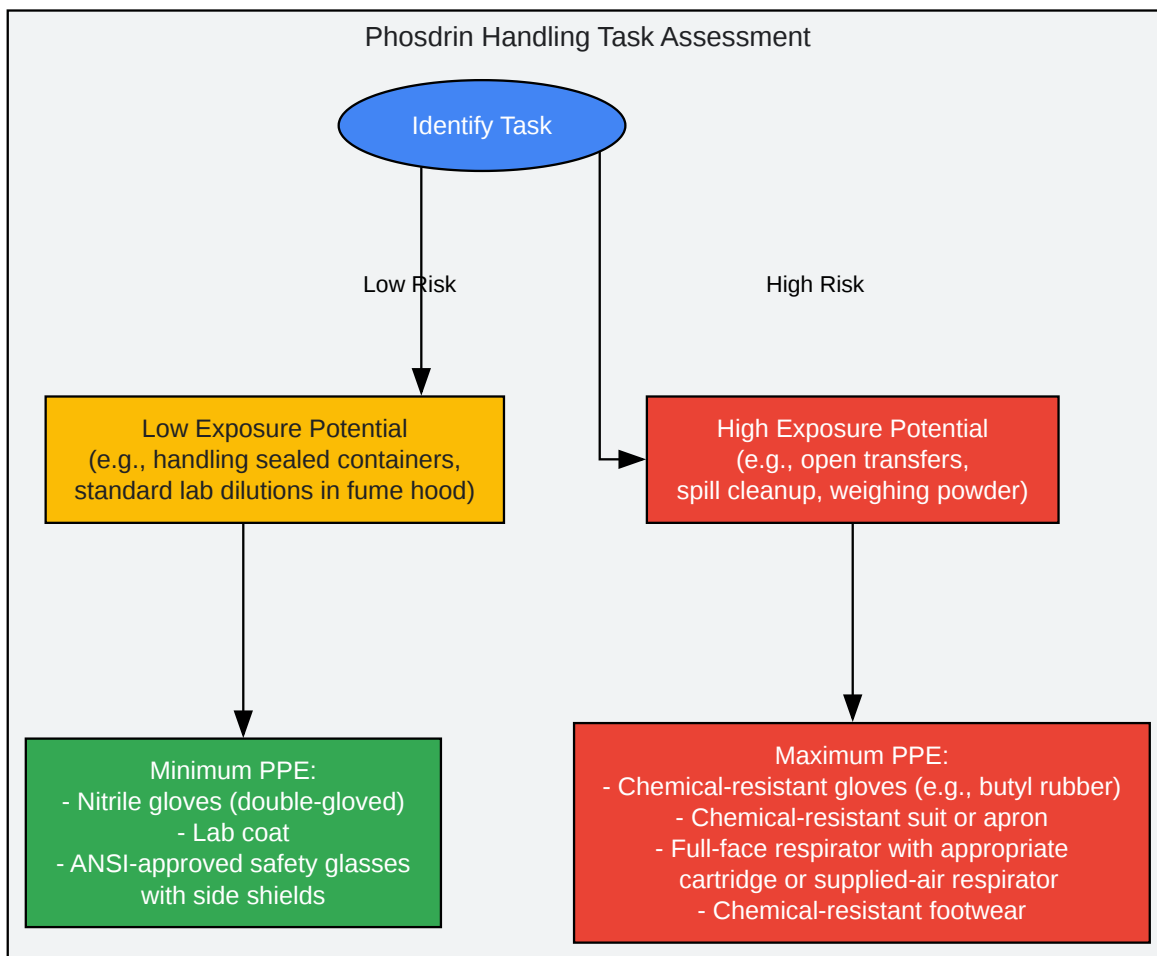 Phosdrin Handling Task Assessment
Identify Task
Low Risk
High Risk
Low Exposure Potential
(e.g., handling sealed containers,
standard lab dilutions in fume hood)
High Exposure Potential
(e.g., open transfers,
spill cleanup, weighing powder)
Minimum PPE:
- Nitrile gloves (double-gloved)
- Lab coat
- ANSI-approved safety glasses
with side shields
Maximum PPE:
- Chemical-resistant gloves (e.g., butyl rubber)
- Chemical-resistant suit or apron
- Full-face respirator with appropriate
cartridge or supplied-air respirator
- Chemical-resistant footwear